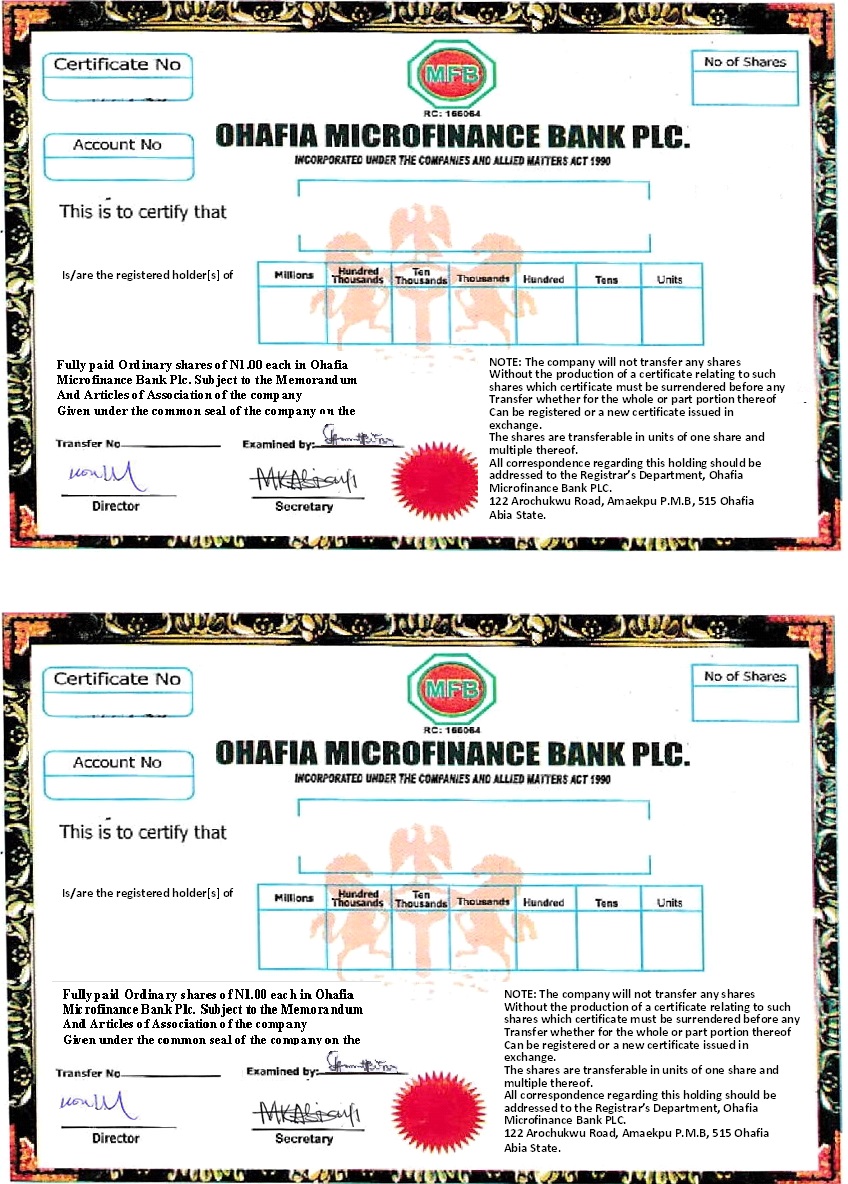 Certificate No
No of Shares
MFB
RC: 166064
OHAFIA MICROFINANCE BANK PLC.
INCORPORATED UNDER THE COMPANIES AND ALLIED MATTERS ACT 1990
Account No
This is to certify that
Is/are the registered holder[s] of
Millions
Hundred Thousands
Ten Thousands
Thousands
Hundred
Tens
Units
Fully paid Ordinary shares of N1.00 each in Ohafia
Microfinance Bank Plc. Subject to the Memorandum
And Articles of Association of the company
Given under the common seal of the company on the
Transfer No
Examined by:
Director
Secretary
NOTE: The company will not transfer any shares
Without the production of a certificate relating to such
shares which certificate must be surrendered before any
Transfer whether for the whole or part portion thereof
Can be registered or a new certificate issued in
exchange.
The shares are transferable in units of one share and
multiple thereof.
All correspondence regarding this holding should be
addressed to the Registrar's Department, Ohafia
Microfinance Bank PLC.
122 Arochukwu Road, Amaekpu P.M.B, 515 Ohafia
Abia State.
Certificate No
No of Shares
MFB
RC: 166064
OHAFIA MICROFINANCE BANK PLC.
INCORPORATED UNDER THE COMPANIES AND ALLIED MATTERS ACT 1990
Account No
This is to certify that
Is/are the registered holder[s] of
Millions
Hundred Thousands
Ten Thousands
Thousands
Hundred
Tens
Units
Fully paid Ordinary shares of N1.00 each in Ohafia
Microfinance Bank Plc. Subject to the Memorandum
And Articles of Association of the company
Given under the common seal of the company on the
Transfer No
Examined by:
Director
Secretary
NOTE: The company will not transfer any shares
Without the production of a certificate relating to such
shares which certificate must be surrendered before any
Transfer whether for the whole or part portion thereof
Can be registered or a new certificate issued in
exchange.
The shares are transferable in units of one share and
multiple thereof.
All correspondence regarding this holding should be
addressed to the Registrar's Department, Ohafia
Microfinance Bank PLC.
122 Arochukwu Road, Amaekpu P.M.B, 515 Ohafia
Abia State.